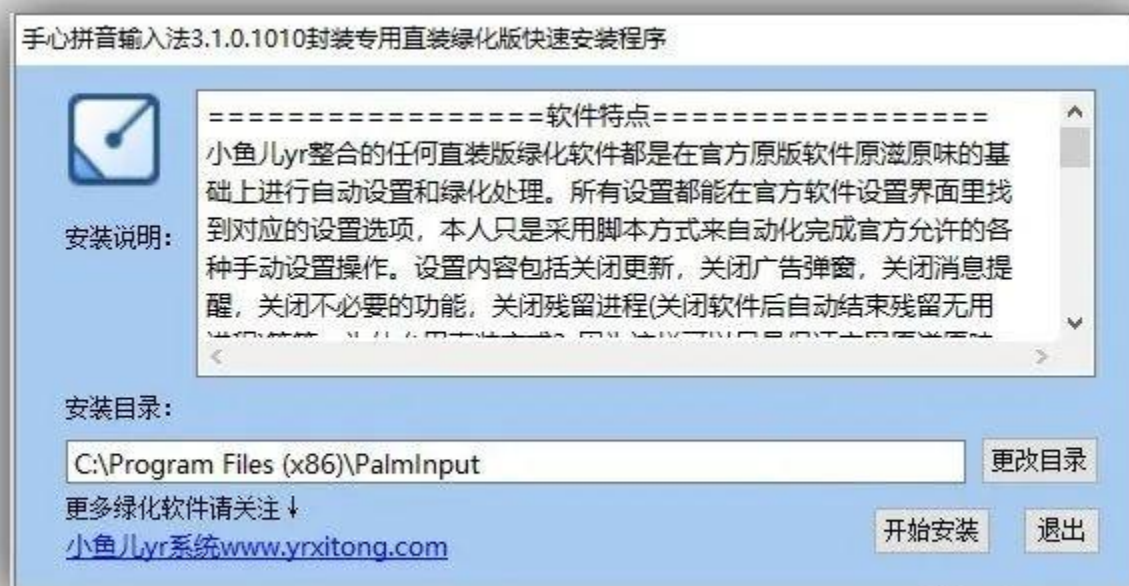 手心拼音输入法3.1.0.1010封装专用直装绿化版快速安装程序
==================软件特点==================
小鱼儿yr整合的任何直装版绿化软件都是在官方原版软件原滋原味的基
础上进行自动设置和绿化处理。所有设置都能在官方软件设置界面里找
到对应的设置选项，本人只是采用脚本方式来自动化完成官方允许的各
种手动设置操作。设置内容包括关闭更新，关闭广告弹窗，关闭消息提
醒，关闭不必要的功能，关闭残留进程(关闭软件后自动结束残留无用
安装说明：
安装目录：
C:\Program Files (x86)\PalmInput
更改目录
更多绿化软件请关注↓
小鱼儿yr系统www.yrxitong.com
开始安装
退出